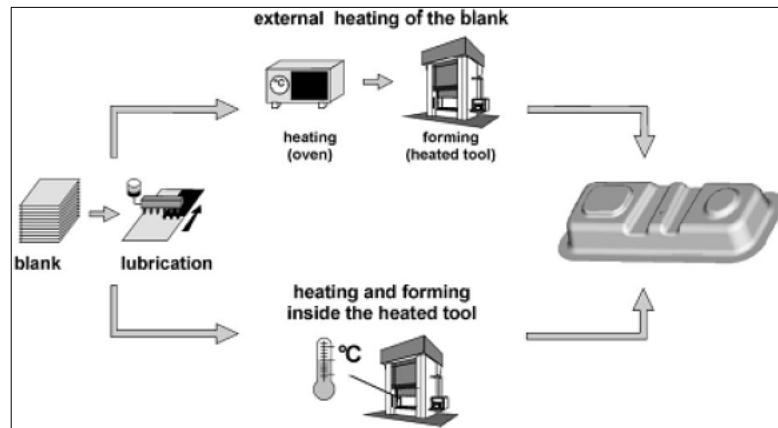 external heating of the blank
°C
heating
(oven)
forming
(heated tool)
blank
lubrication
heating and forming
inside the heated tool
°C